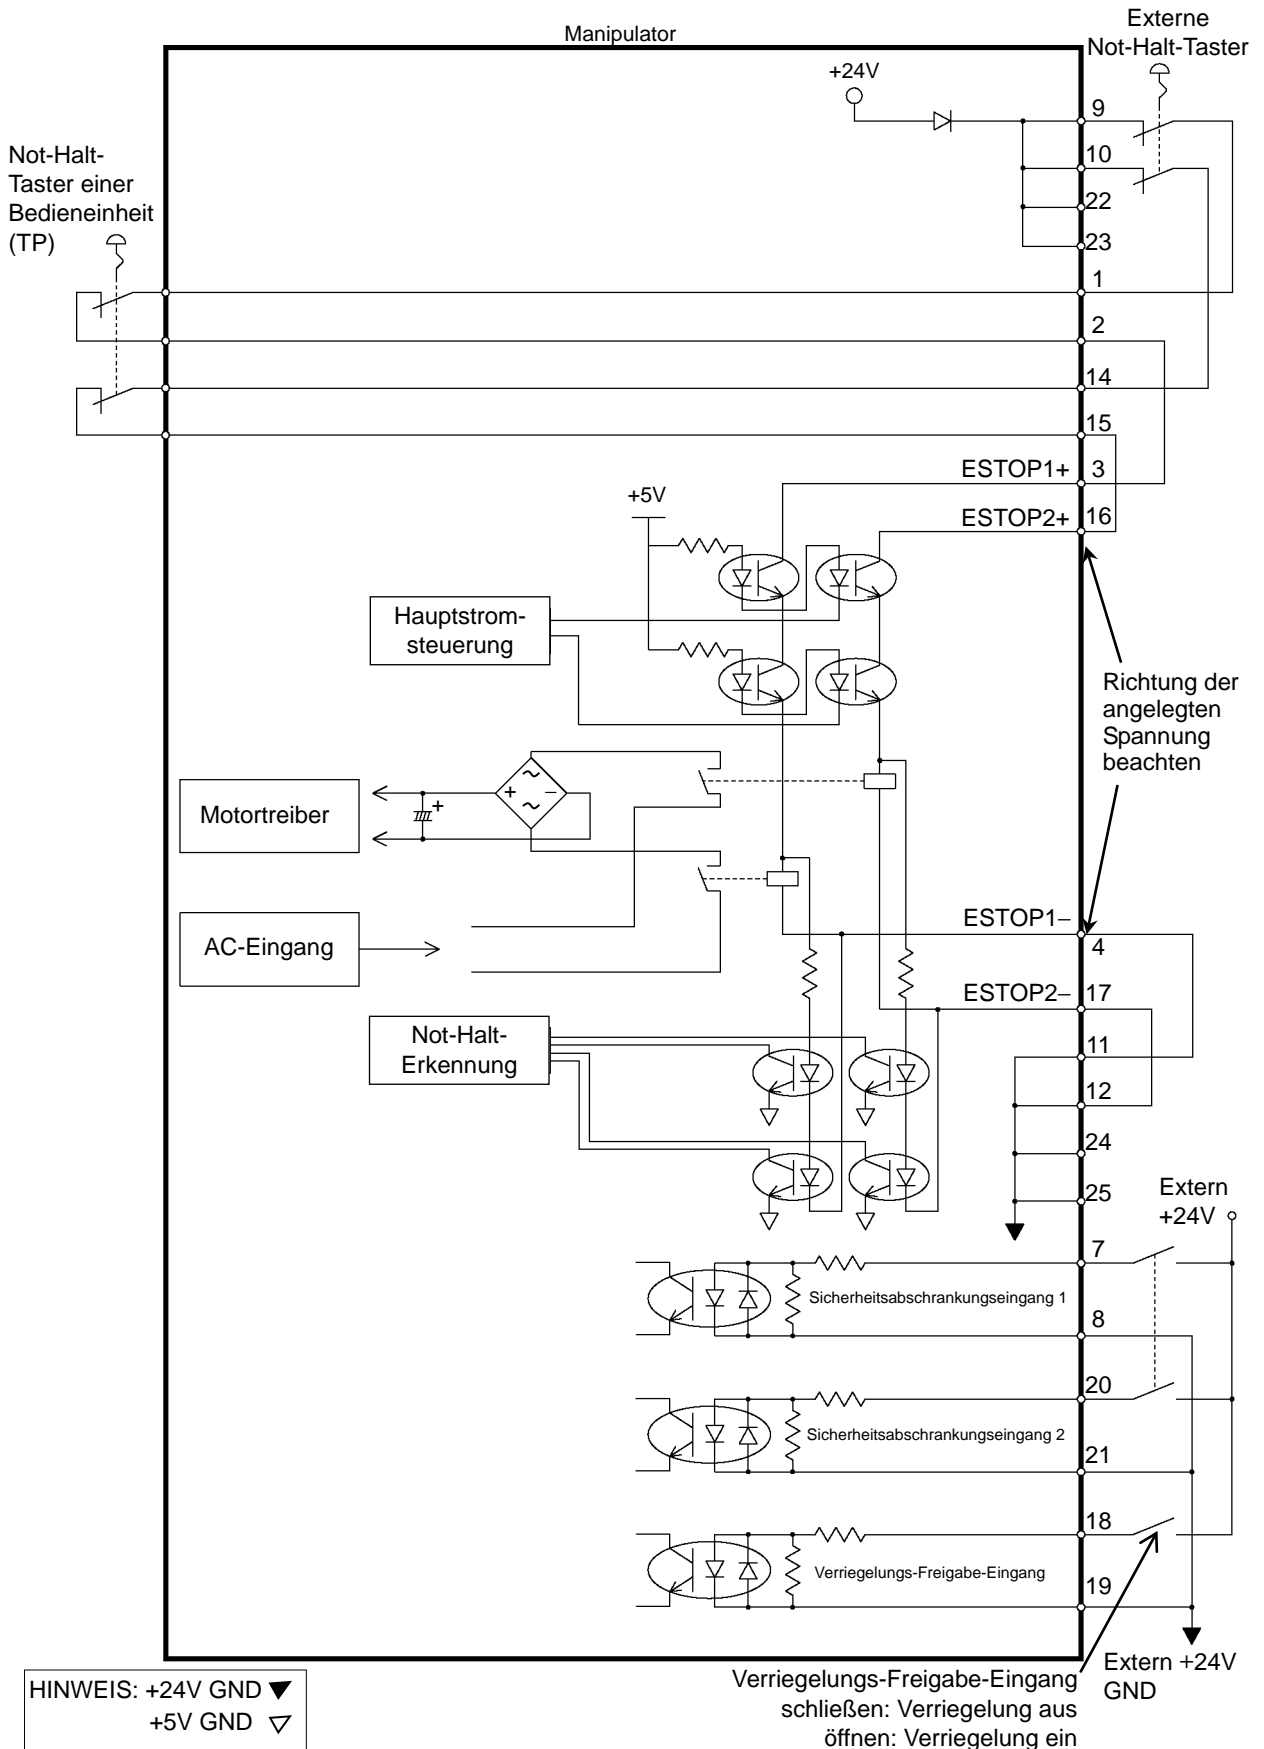 Manipulator
Externe
Not-Halt-Taster
+24V
9
10
22
23
Not-Halt-
Taster einer
Bedieneinheit
(TP)
1
2
14
15
ESTOP1+ 3
ESTOP2+ 16
+5V
Hauptstrom-
steuerung
Richtung der
angelegten
Spannung
beachten
Motortreiber
+ −
+
AC-Eingang
ESTOP1−
4
ESTOP2− 17
Not-Halt-
Erkennung
11
12
24
25
Extern
+24V
7
Sicherheitsabschrankungseingang 1
8
20
Sicherheitsabschrankungseingang 2
21
18
Verriegelungs-Freigabe-Eingang
19
Extern +24V
GND
HINWEIS: +24V GND
+5V GND
Verriegelungs-Freigabe-Eingang
schließen: Verriegelung aus
öffnen: Verriegelung ein